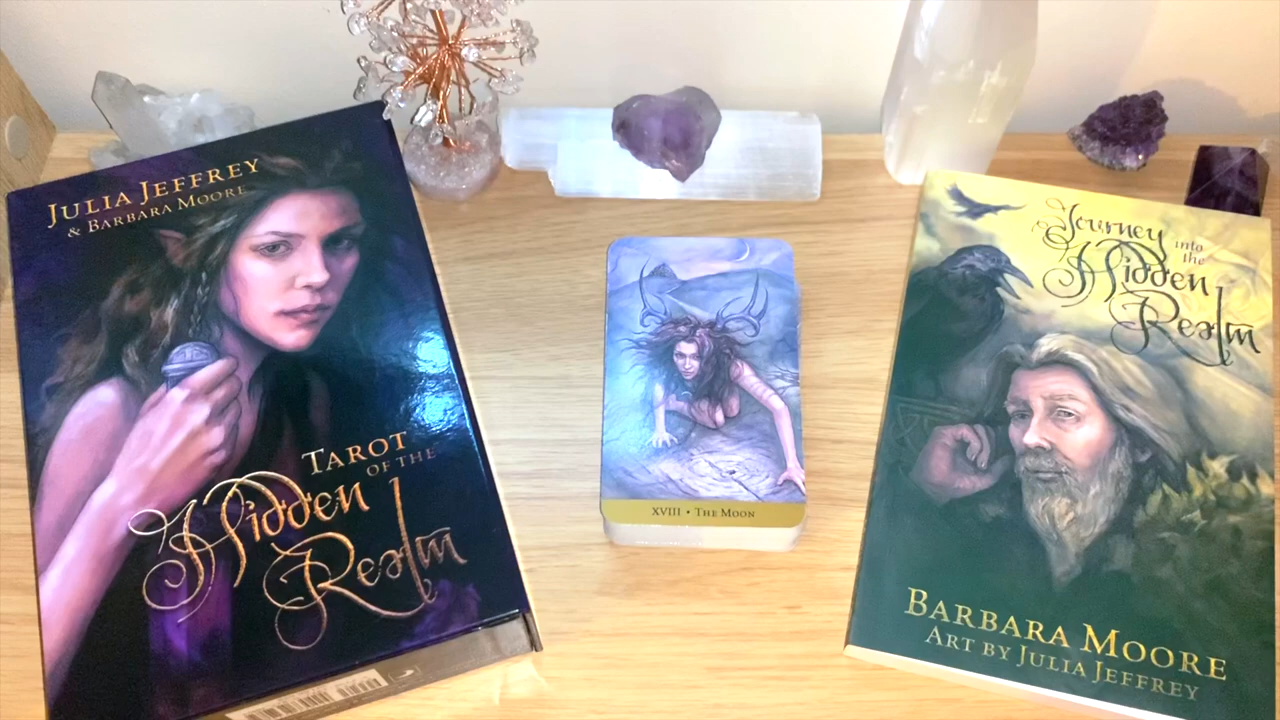 JULIA JEFFREY
& BARBARA MOORE
TAROT
OF THE
Hidden
Realm
XVIII • THE MOON
Journey
into
the
Hidden
Realm
BARBARA MOORE
ART BY JULIA JEFFREY